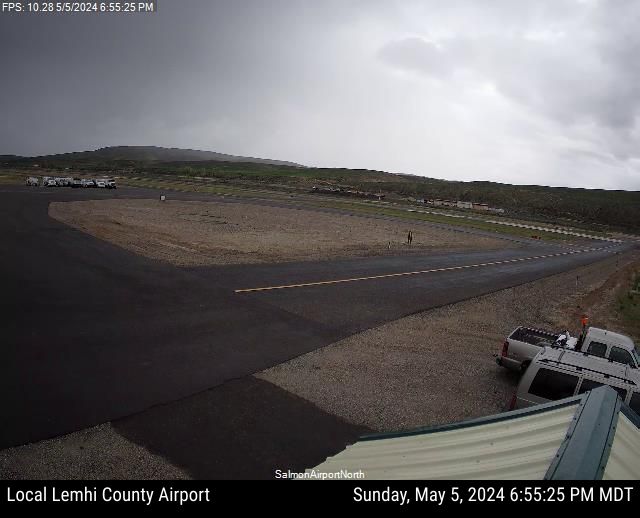 FPS: 10.28 5/5/2024 6:55:25 PM
SalmonAirportNorth
Local Lemhi County Airport Sunday, May 5, 2024 6:55:25 PM MDT